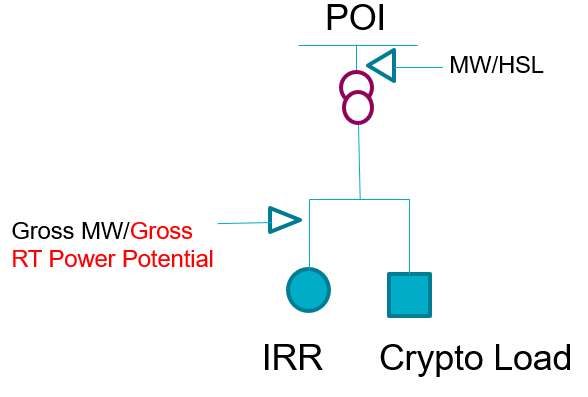 POI
MW/HSL
Gross MW/Gross
RT Power Potential
IRR
Crypto Load